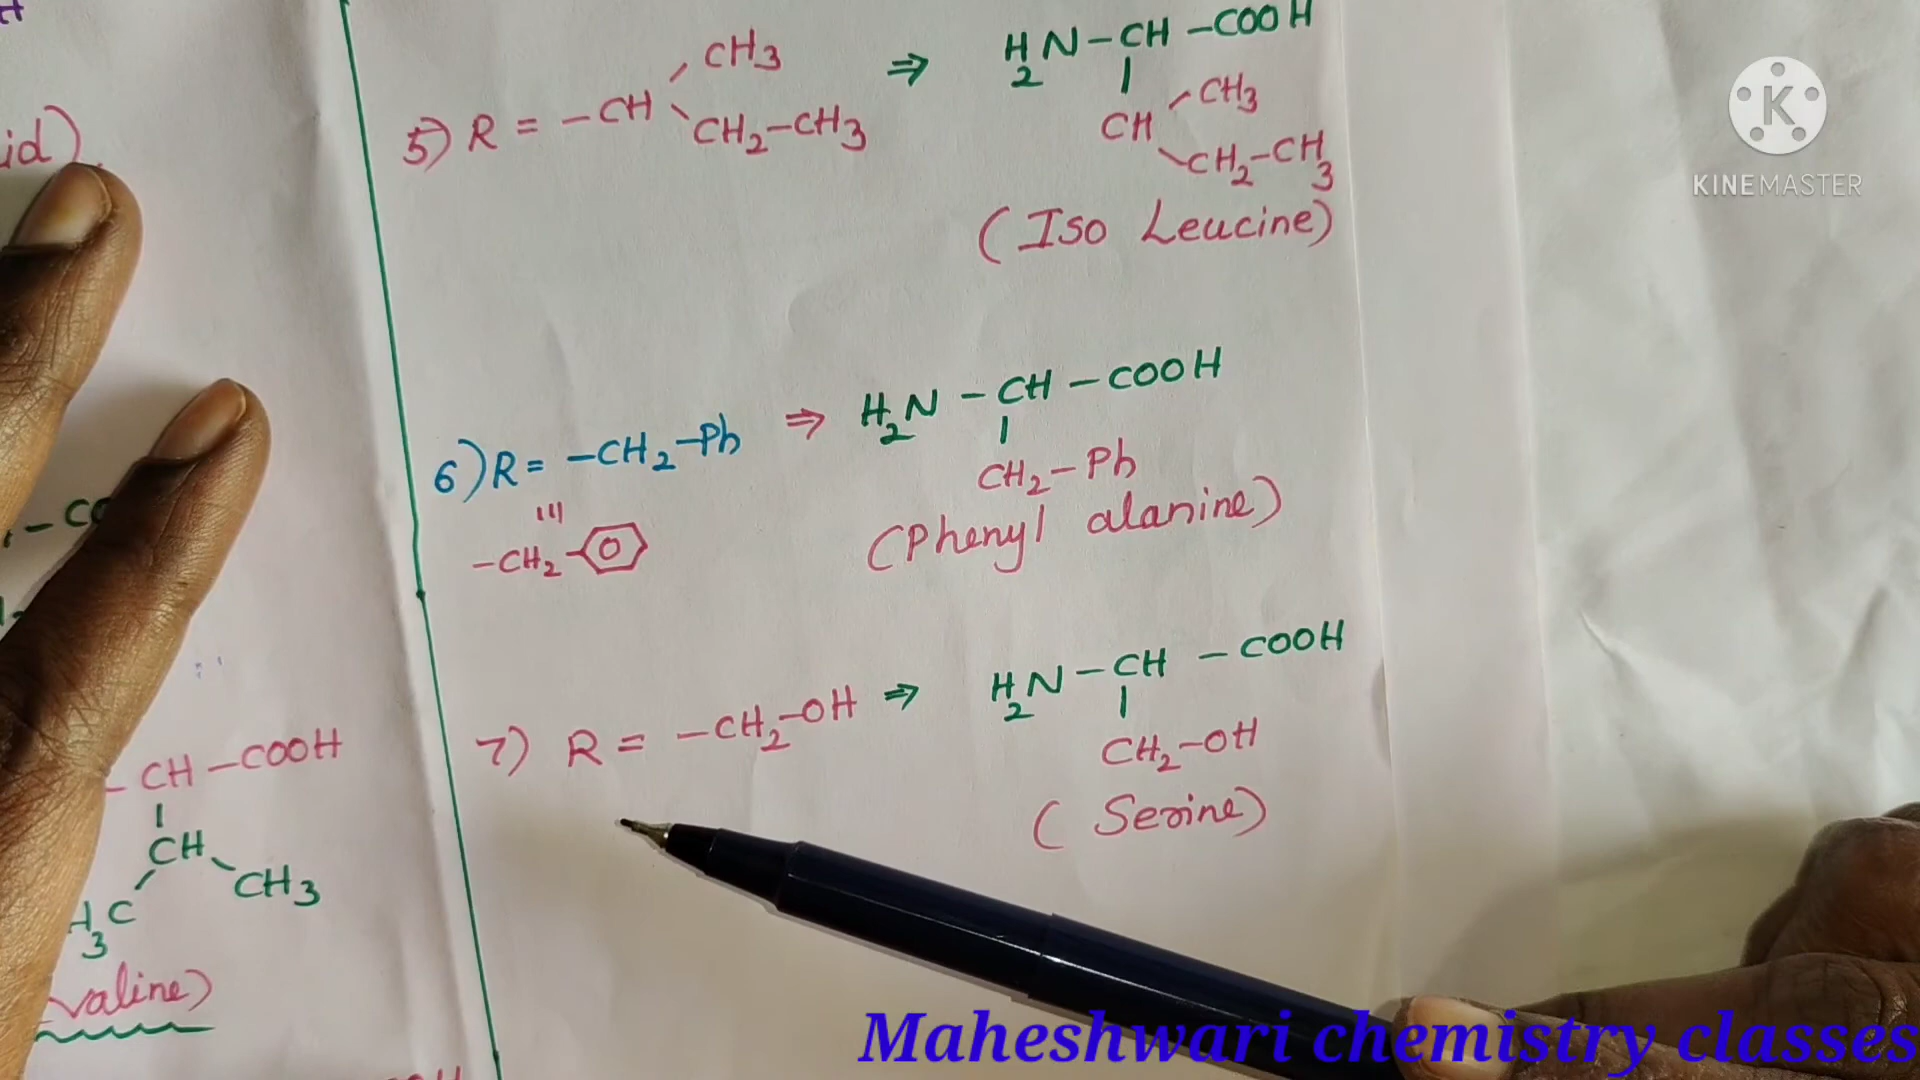 id)
- CO
- CH - COOH
CH
CH3
H3C
valine)
5) R = -CH
CH3
CH2-CH3
⇒
H2N - CH - COOH
CH
CH3
CH2-CH3
(Iso Leucine)
6) R = -CH2-Ph ⇒ H2N - CH - COOH
CH2-Ph
-CH2-
(Phenyl alanine)
7) R = -CH2-OH ⇒ H2N - CH - COOH
CH2-OH
(Serine)
K
KINEMASTER
Maheshwari chemistry classes